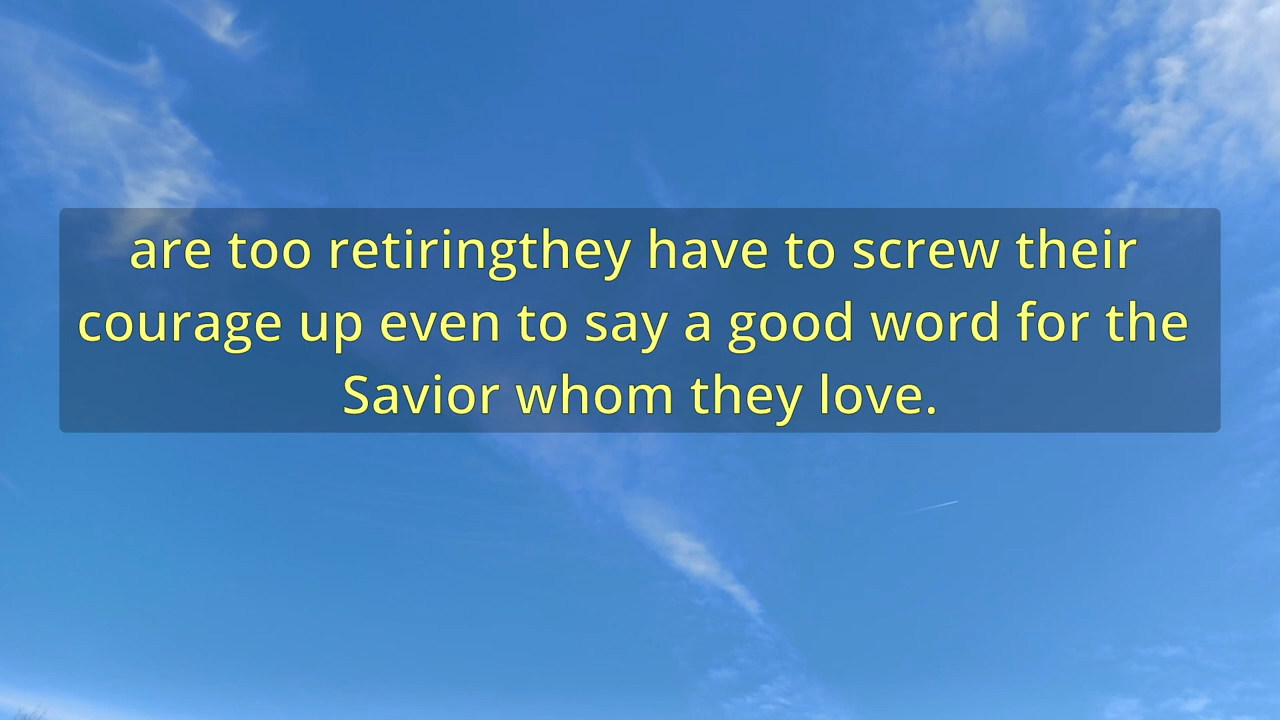 are too retiringthey have to screw their
courage up even to say a good word for the
Savior whom they love.